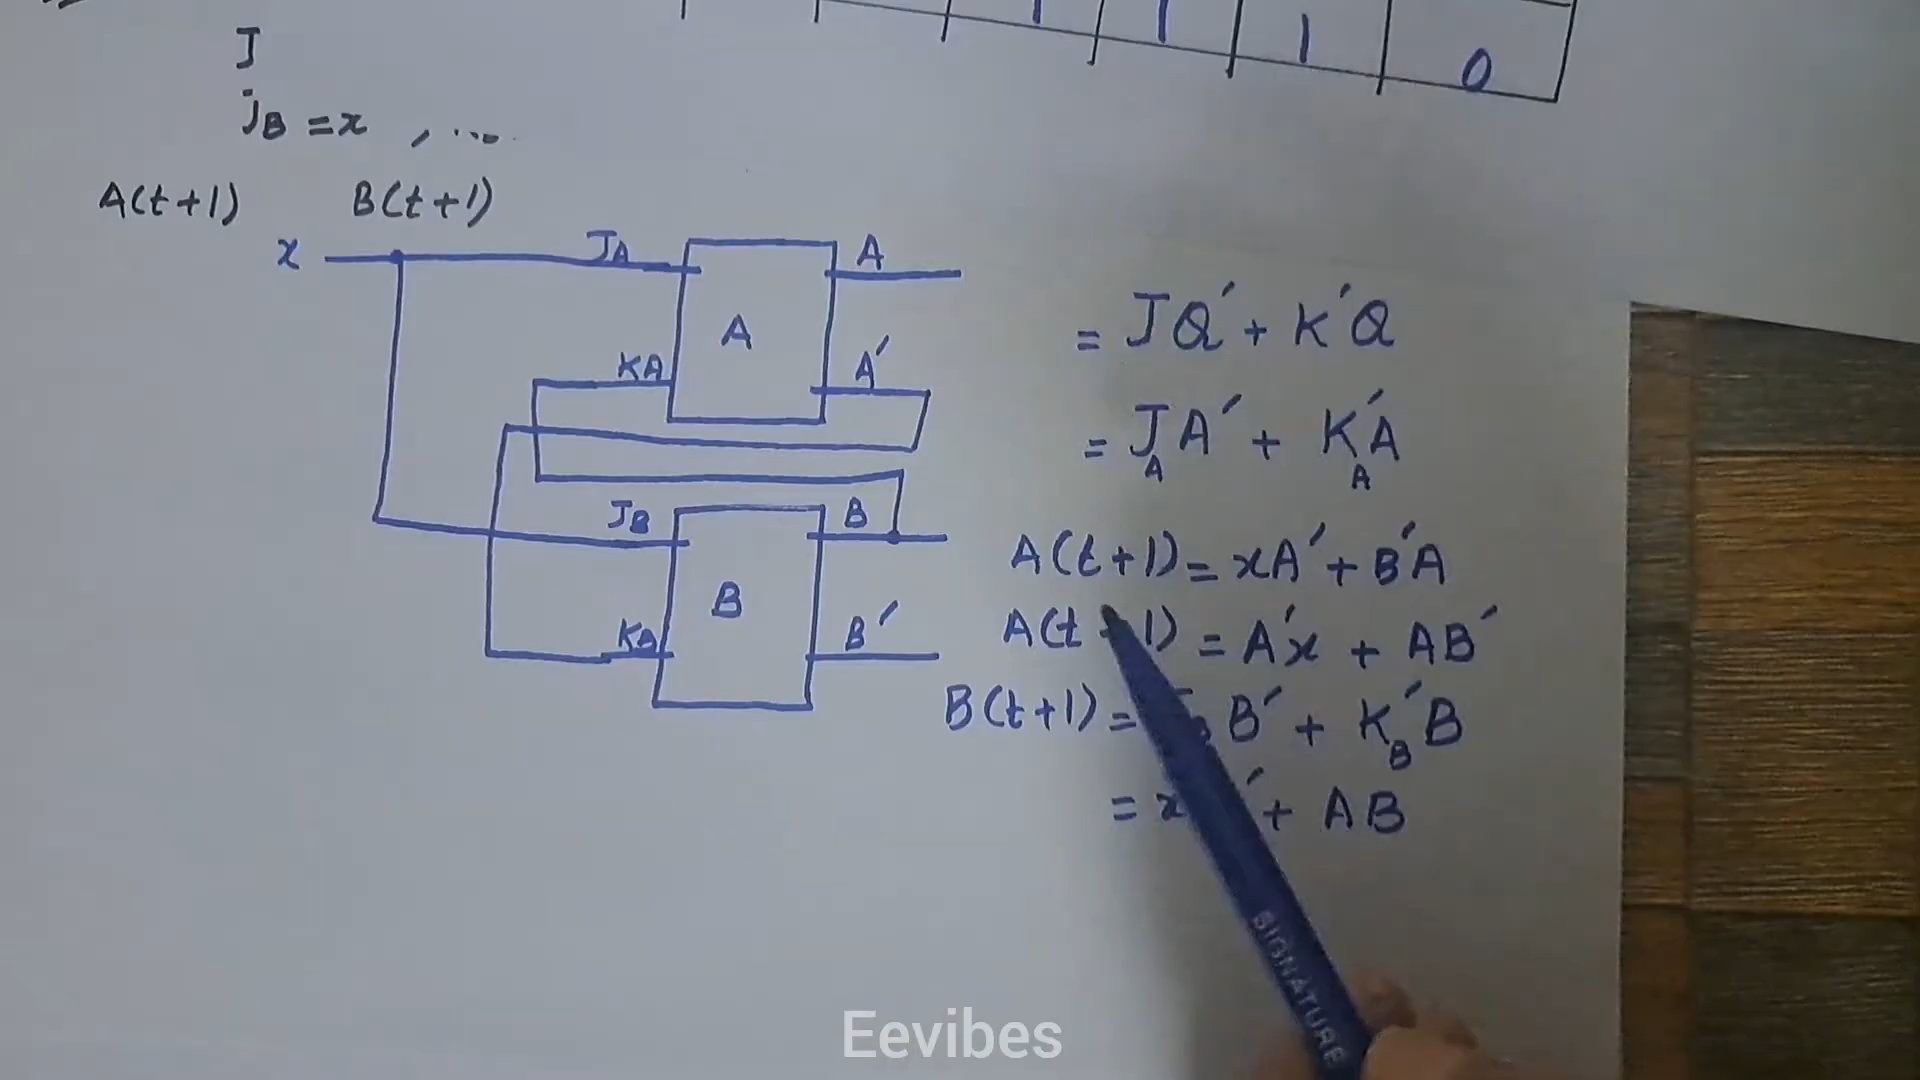 1 1 1 0
J
jB = x , ...
A(t+1) B(t+1)
x JA A
A
KA A′
JB B
B
KB B′
= JQ′ + K′Q
= JAA′ + K′AA
A(t+1) = xA′ + B′A
A(t+1) = A′x + AB′
B(t+1) = B′ + K′BB
= x ′ + AB
SIGNATURE
Eevibes